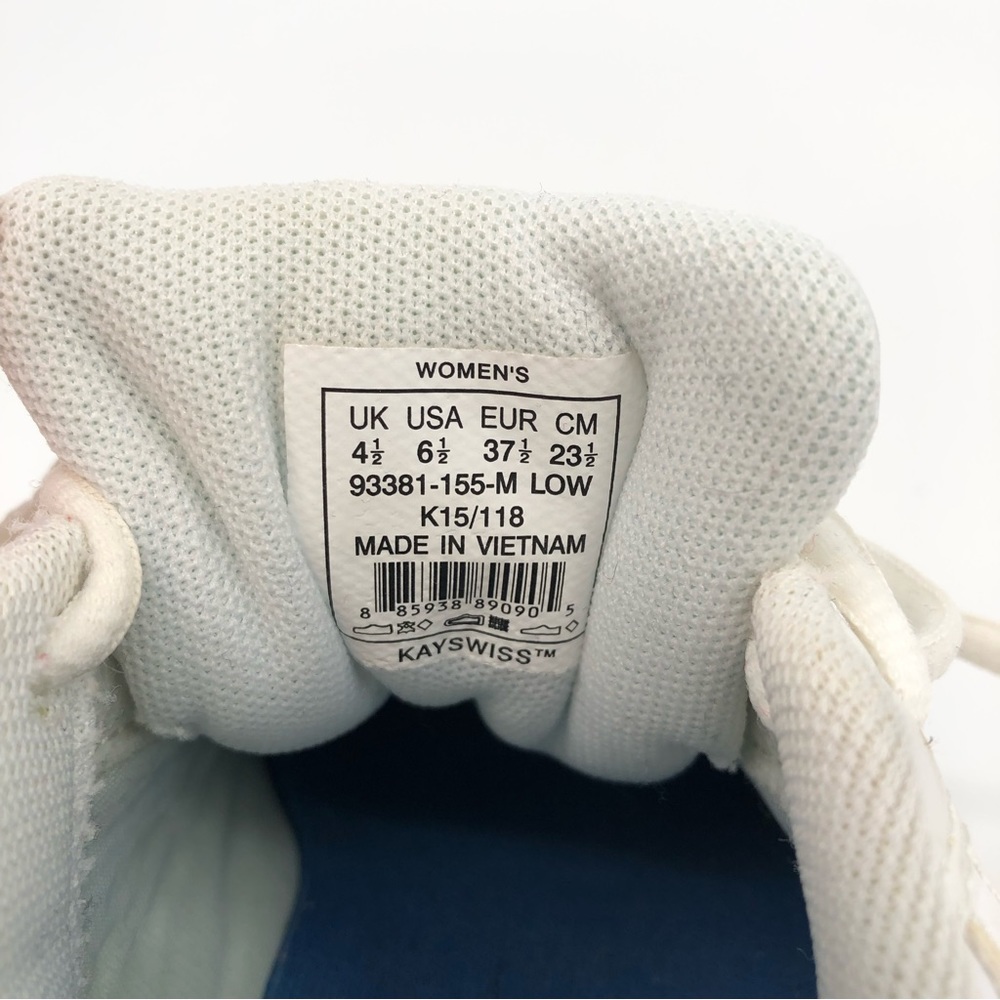 WOMEN'S
UK USA EUR CM
4½ 6½ 37½ 23½
93381-155-M LOW
K15/118
MADE IN VIETNAM
8 85938 89090 5
KAYSWISS™